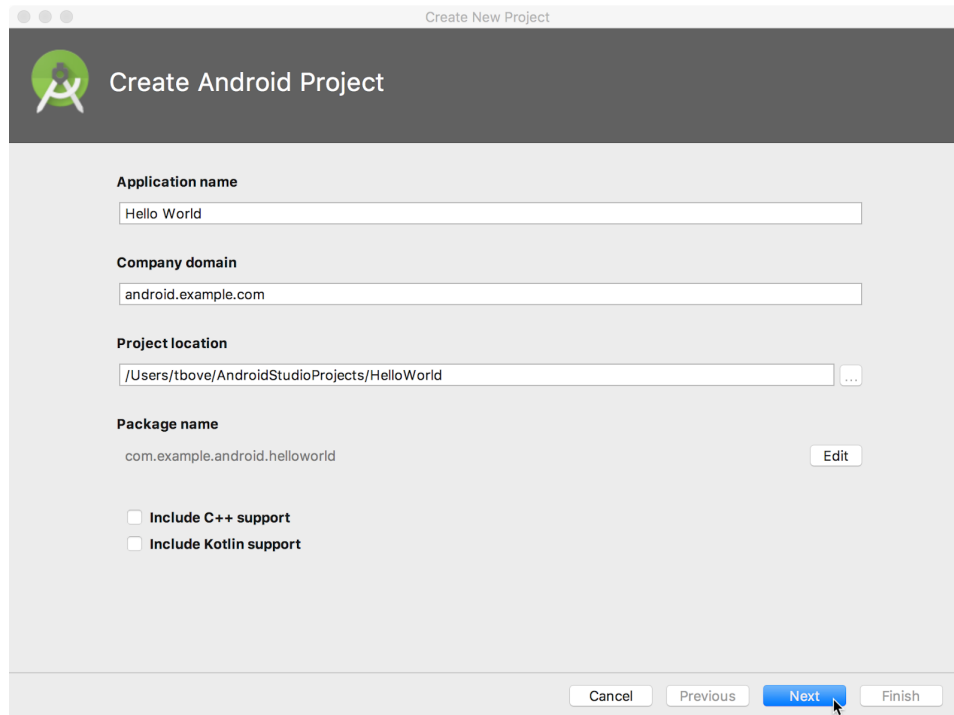 Create New Project
Create Android Project
Application name
Hello World
Company domain
android.example.com
Project location
/Users/tbove/AndroidStudioProjects/HelloWorld
...
Package name
com.example.android.helloworld
Edit
Include C++ support
Include Kotlin support
Cancel
Previous
Next
Finish